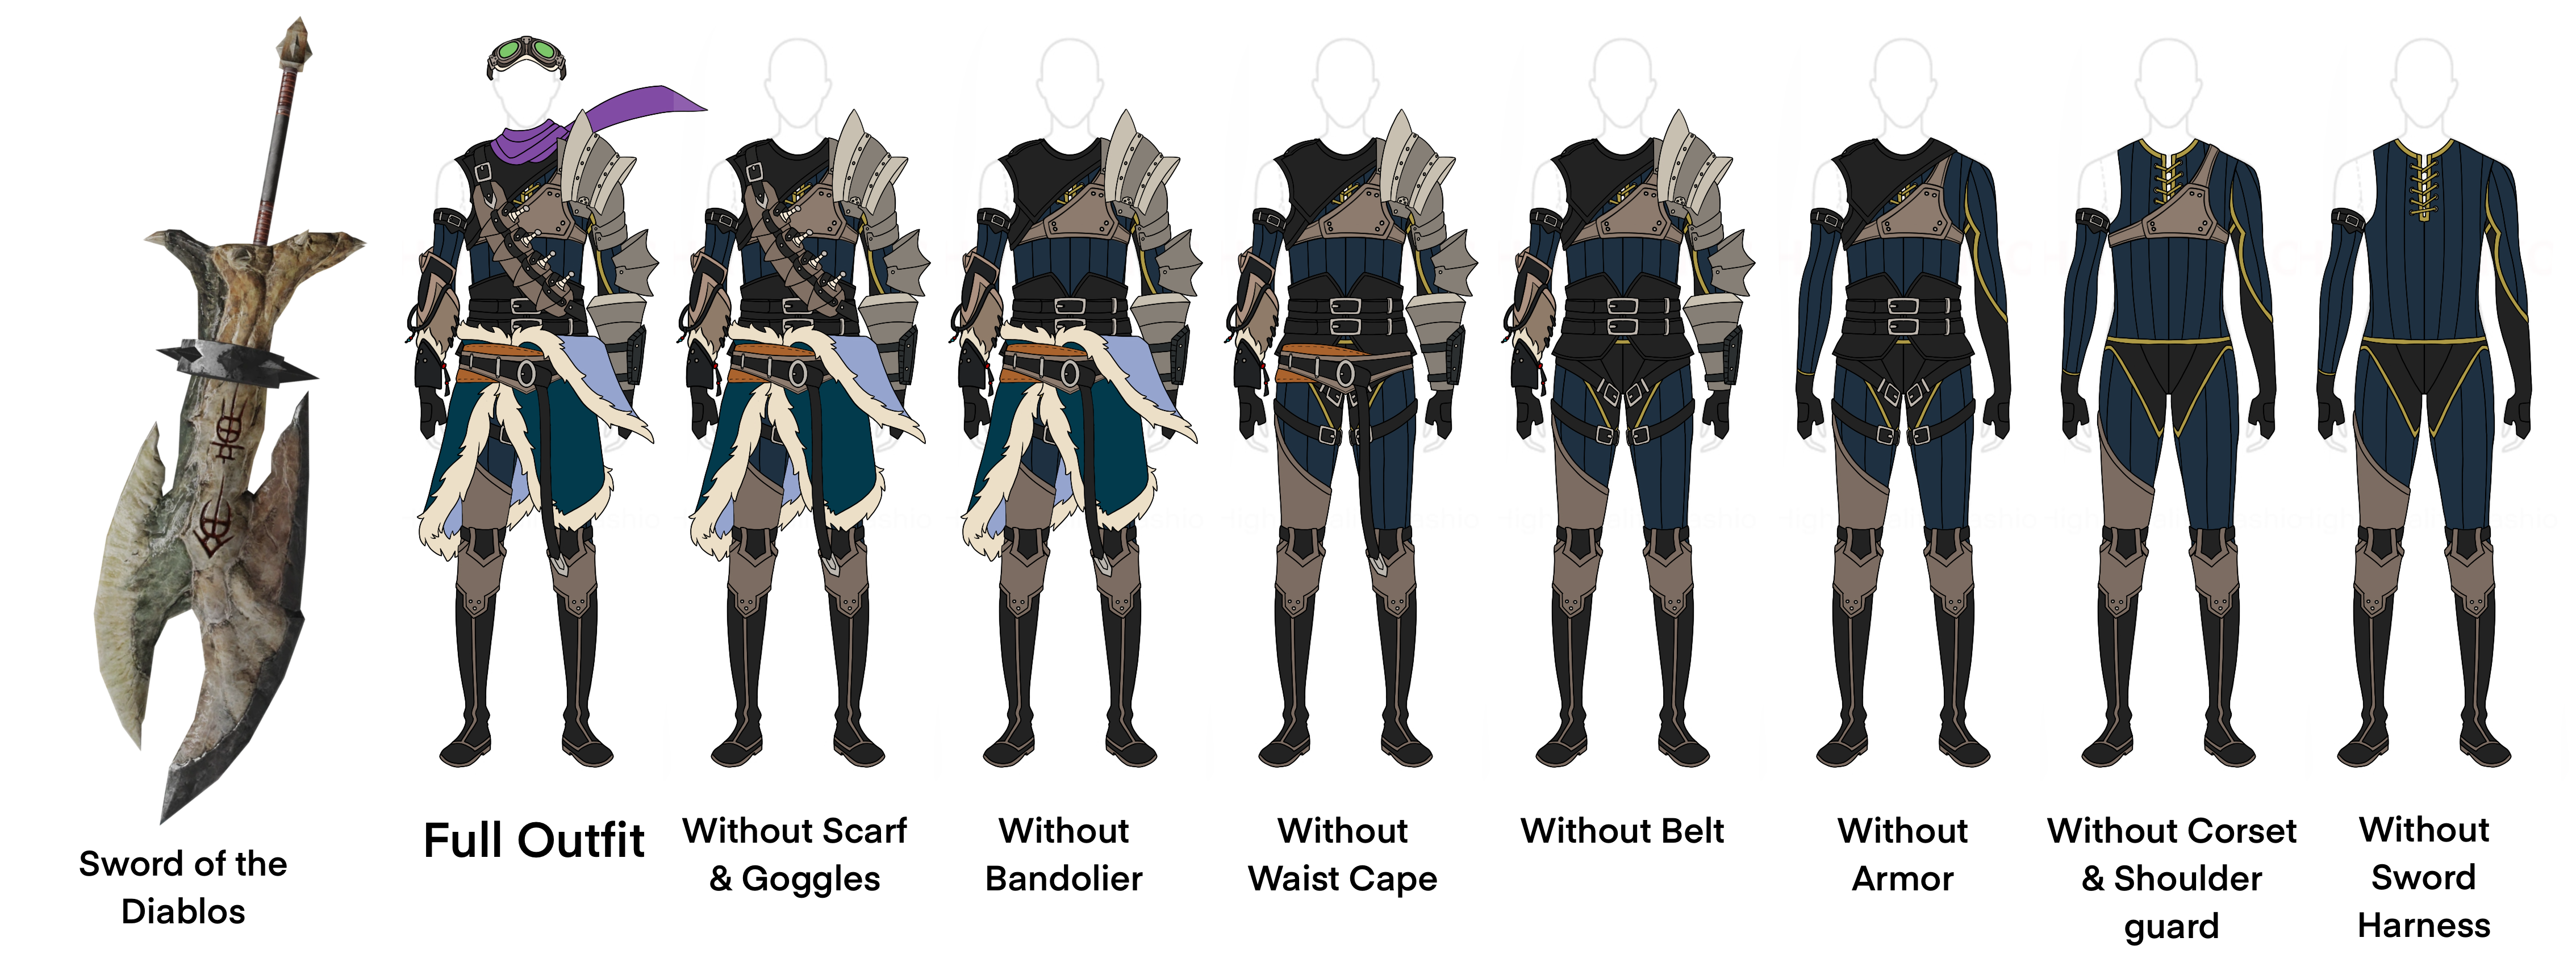 Sword of the
Diablos
Full Outfit
Without Scarf
& Goggles
Without
Bandolier
Without
Waist Cape
Without Belt
Without
Armor
Without Corset
& Shoulder
guard
Without
Sword
Harness